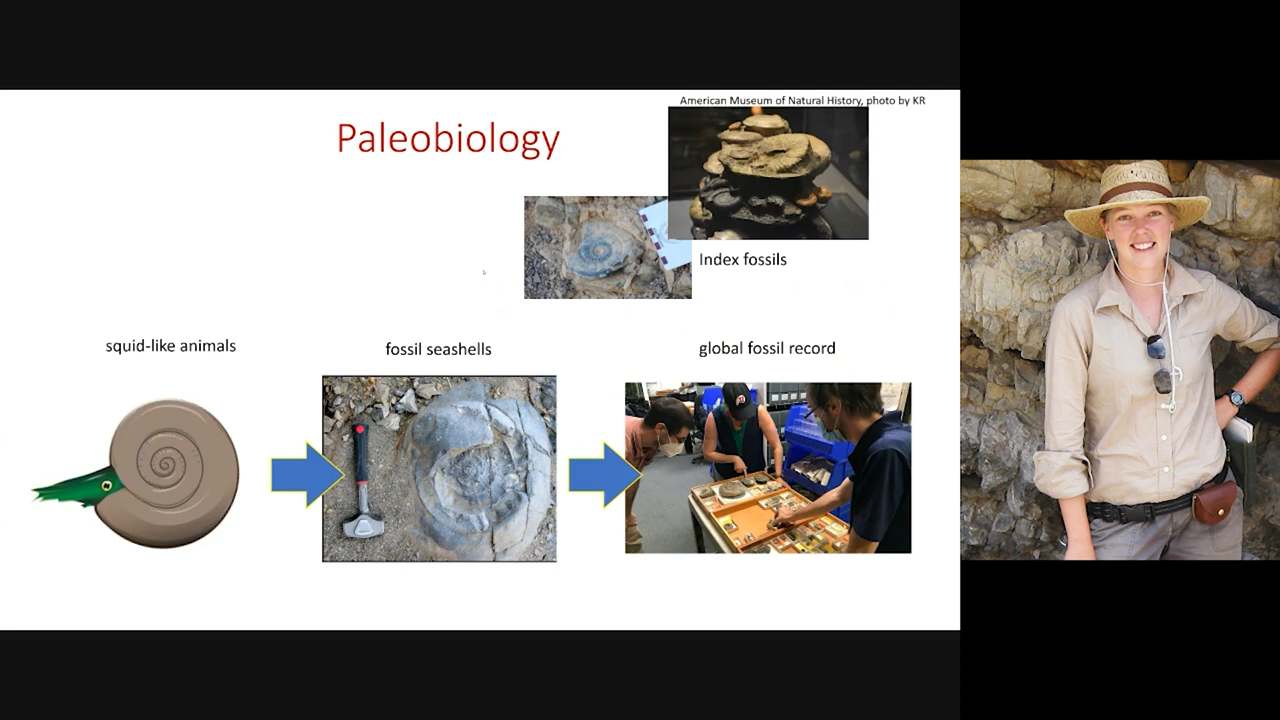 American Museum of Natural History, photo by KR
Paleobiology
Index fossils
squid-like animals
fossil seashells
global fossil record